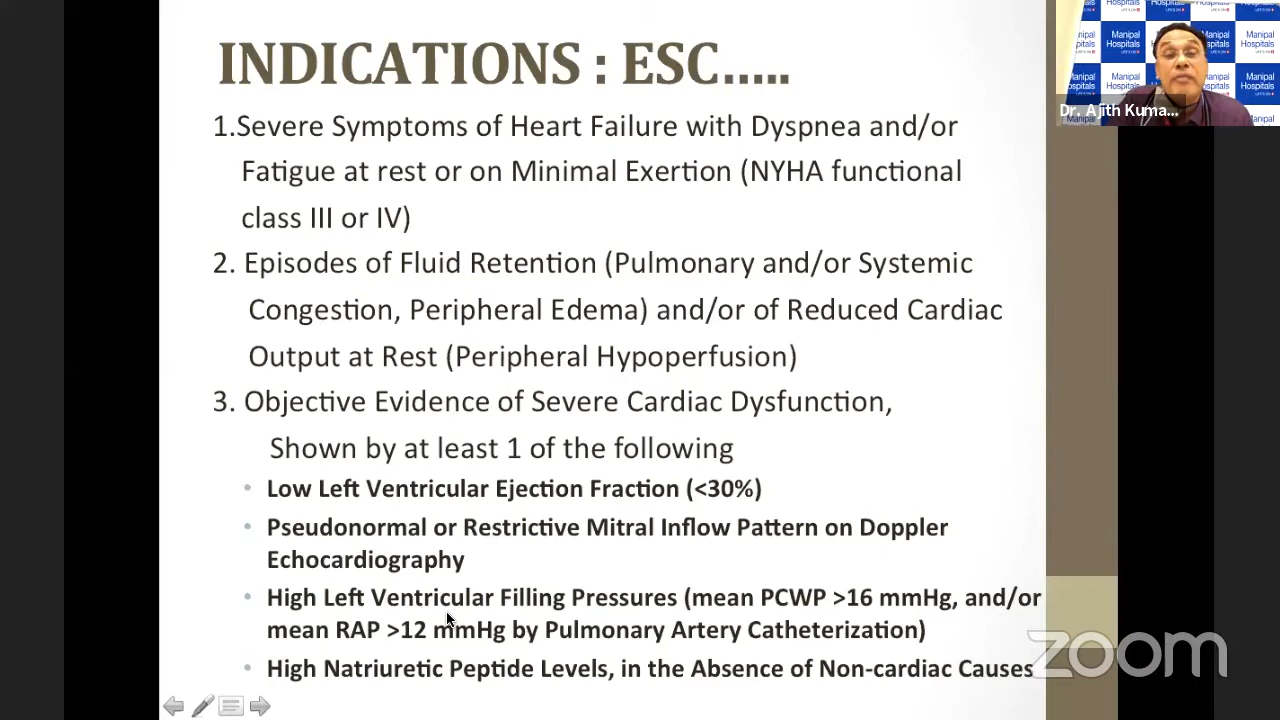 INDICATIONS : ESC.....
1.Severe Symptoms of Heart Failure with Dyspnea and/or
Fatigue at rest or on Minimal Exertion (NYHA functional
class III or IV)
2. Episodes of Fluid Retention (Pulmonary and/or Systemic
Congestion, Peripheral Edema) and/or of Reduced Cardiac
Output at Rest (Peripheral Hypoperfusion)
3. Objective Evidence of Severe Cardiac Dysfunction,
Shown by at least 1 of the following
• Low Left Ventricular Ejection Fraction (<30%)
• Pseudonormal or Restrictive Mitral Inflow Pattern on Doppler
Echocardiography
• High Left Ventricular Filling Pressures (mean PCWP >16 mmHg, and/or
mean RAP >12 mmHg by Pulmonary Artery Catheterization)
• High Natriuretic Peptide Levels, in the Absence of Non-cardiac Causes
Manipal
Hospitals
Manipal
Hospitals
Dr. Ajith Kuma...
zoom